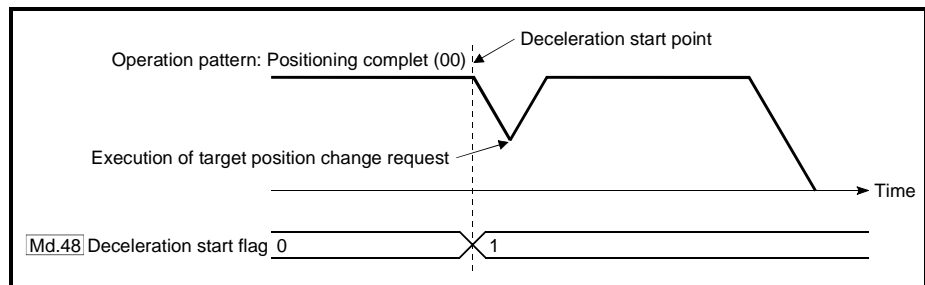 Deceleration start point
Operation pattern: Positioning complet (00)
Execution of target position change request
Time
Md.48 Deceleration start flag 0 1